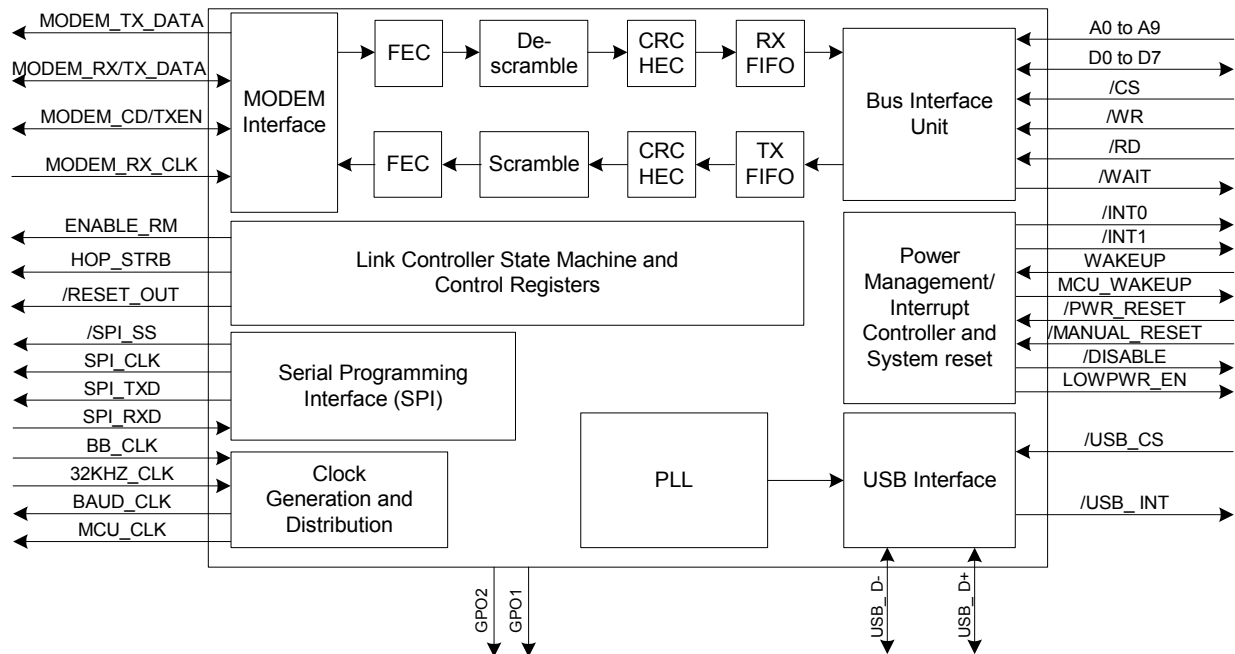 MODEM_TX_DATA
MODEM_RX/TX_DATA
MODEM_CD/TXEN
MODEM_RX_CLK
ENABLE_RM
HOP_STRB
/RESET_OUT
/SPI_SS
SPI_CLK
SPI_TXD
SPI_RXD
BB_CLK
32KHZ_CLK
BAUD_CLK
MCU_CLK
MODEM
Interface
FEC
De-
scramble
CRC
HEC
RX
FIFO
FEC
Scramble
CRC
HEC
TX
FIFO
Bus Interface
Unit
Link Controller State Machine and
Control Registers
Serial Programming
Interface (SPI)
Clock
Generation and
Distribution
PLL
Power
Management/
Interrupt
Controller and
System reset
USB Interface
A0 to A9
D0 to D7
/CS
/WR
/RD
/WAIT
/INT0
/INT1
WAKEUP
MCU_WAKEUP
/PWR_RESET
/MANUAL_RESET
/DISABLE
LOWPWR_EN
/USB_CS
/USB_ INT
GPO2
GPO1
USB_ D-
USB_ D+